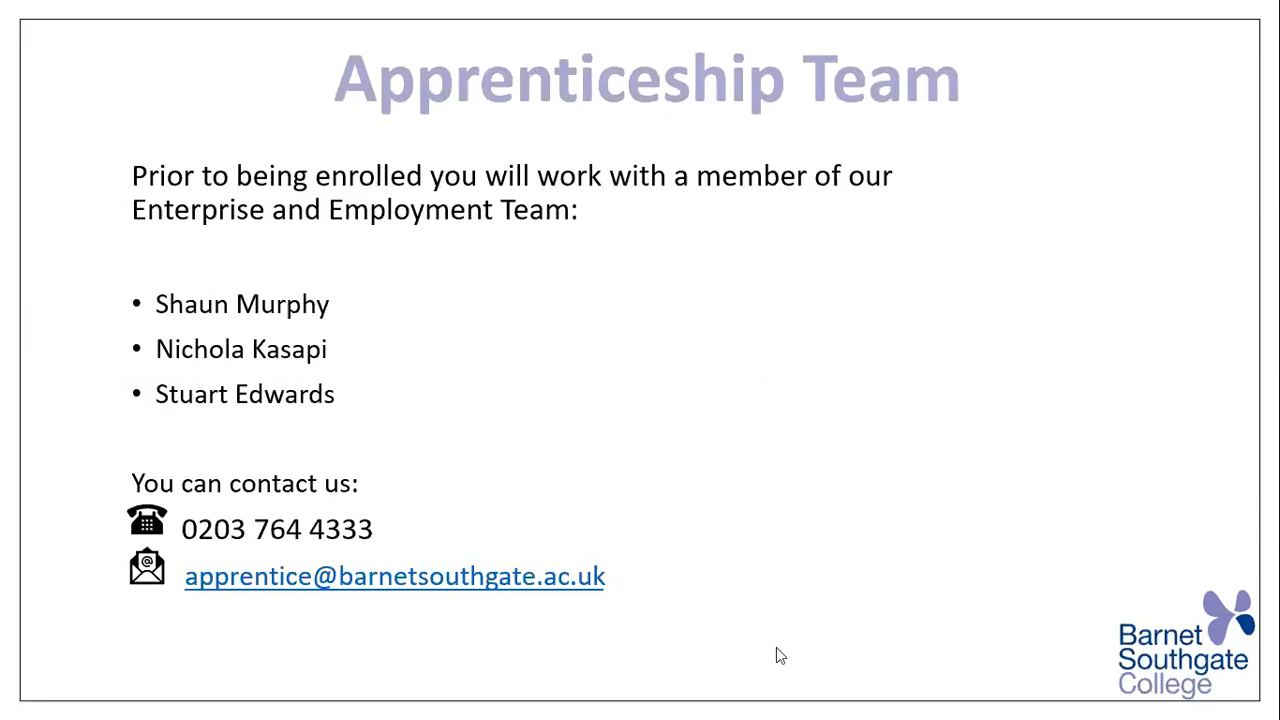 Apprenticeship Team
Prior to being enrolled you will work with a member of our
Enterprise and Employment Team:
• Shaun Murphy
• Nichola Kasapi
• Stuart Edwards
You can contact us:
0203 764 4333
apprentice@barnetsouthgate.ac.uk
Barnet
Southgate
College